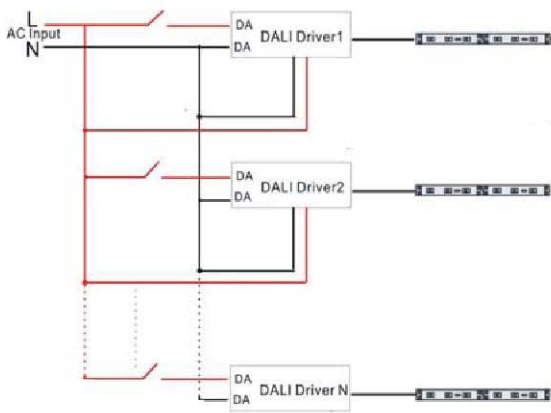 L
AC Input
N
DA
DA
DALI Driver1
DA
DA
DALI Driver2
DA
DA
DALI Driver N